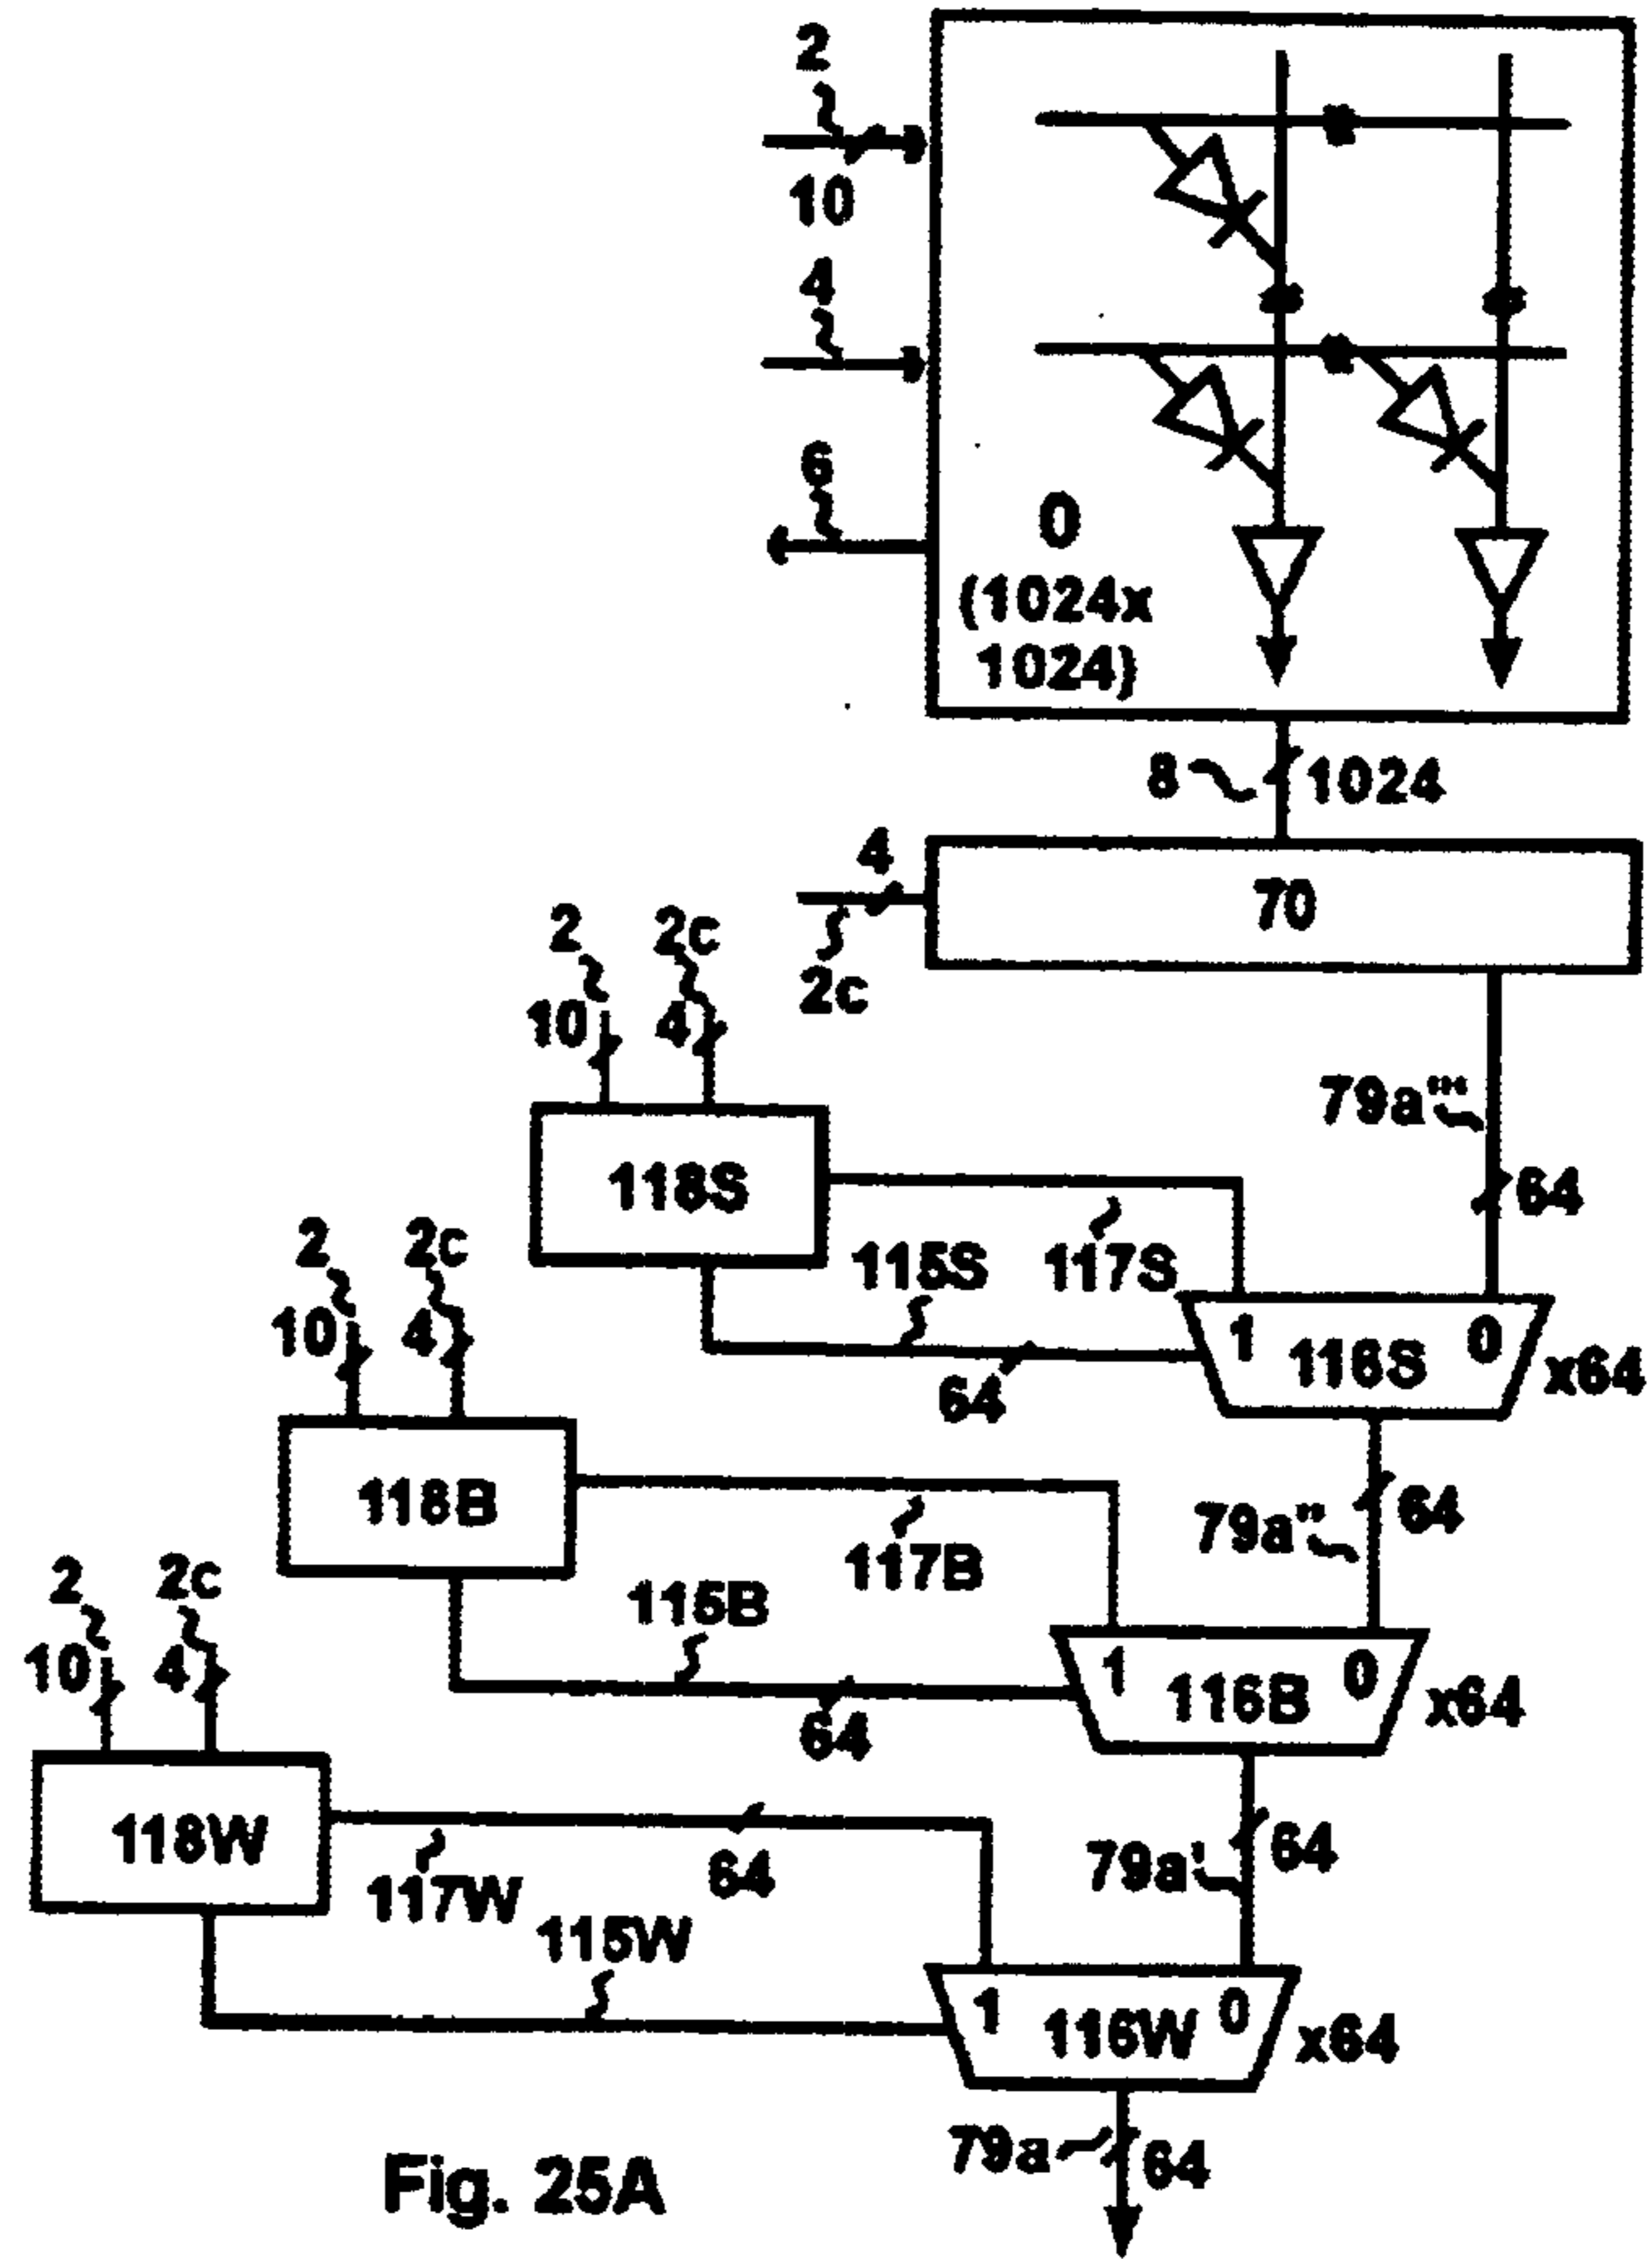 2
10
4
6
0
(1024x
1024)
8
1024
4
70
2c
2
2c
10
4
79a'''
118S
64
115S
117S
2
2c
10
4
1
116S
0
x64
64
118B
79a''
64
117B
115B
2
2c
10
4
1
116B
0
x64
64
118W
79a'
64
117W
64
115W
1
116W
0
x64
79a
64
Fig. 25A